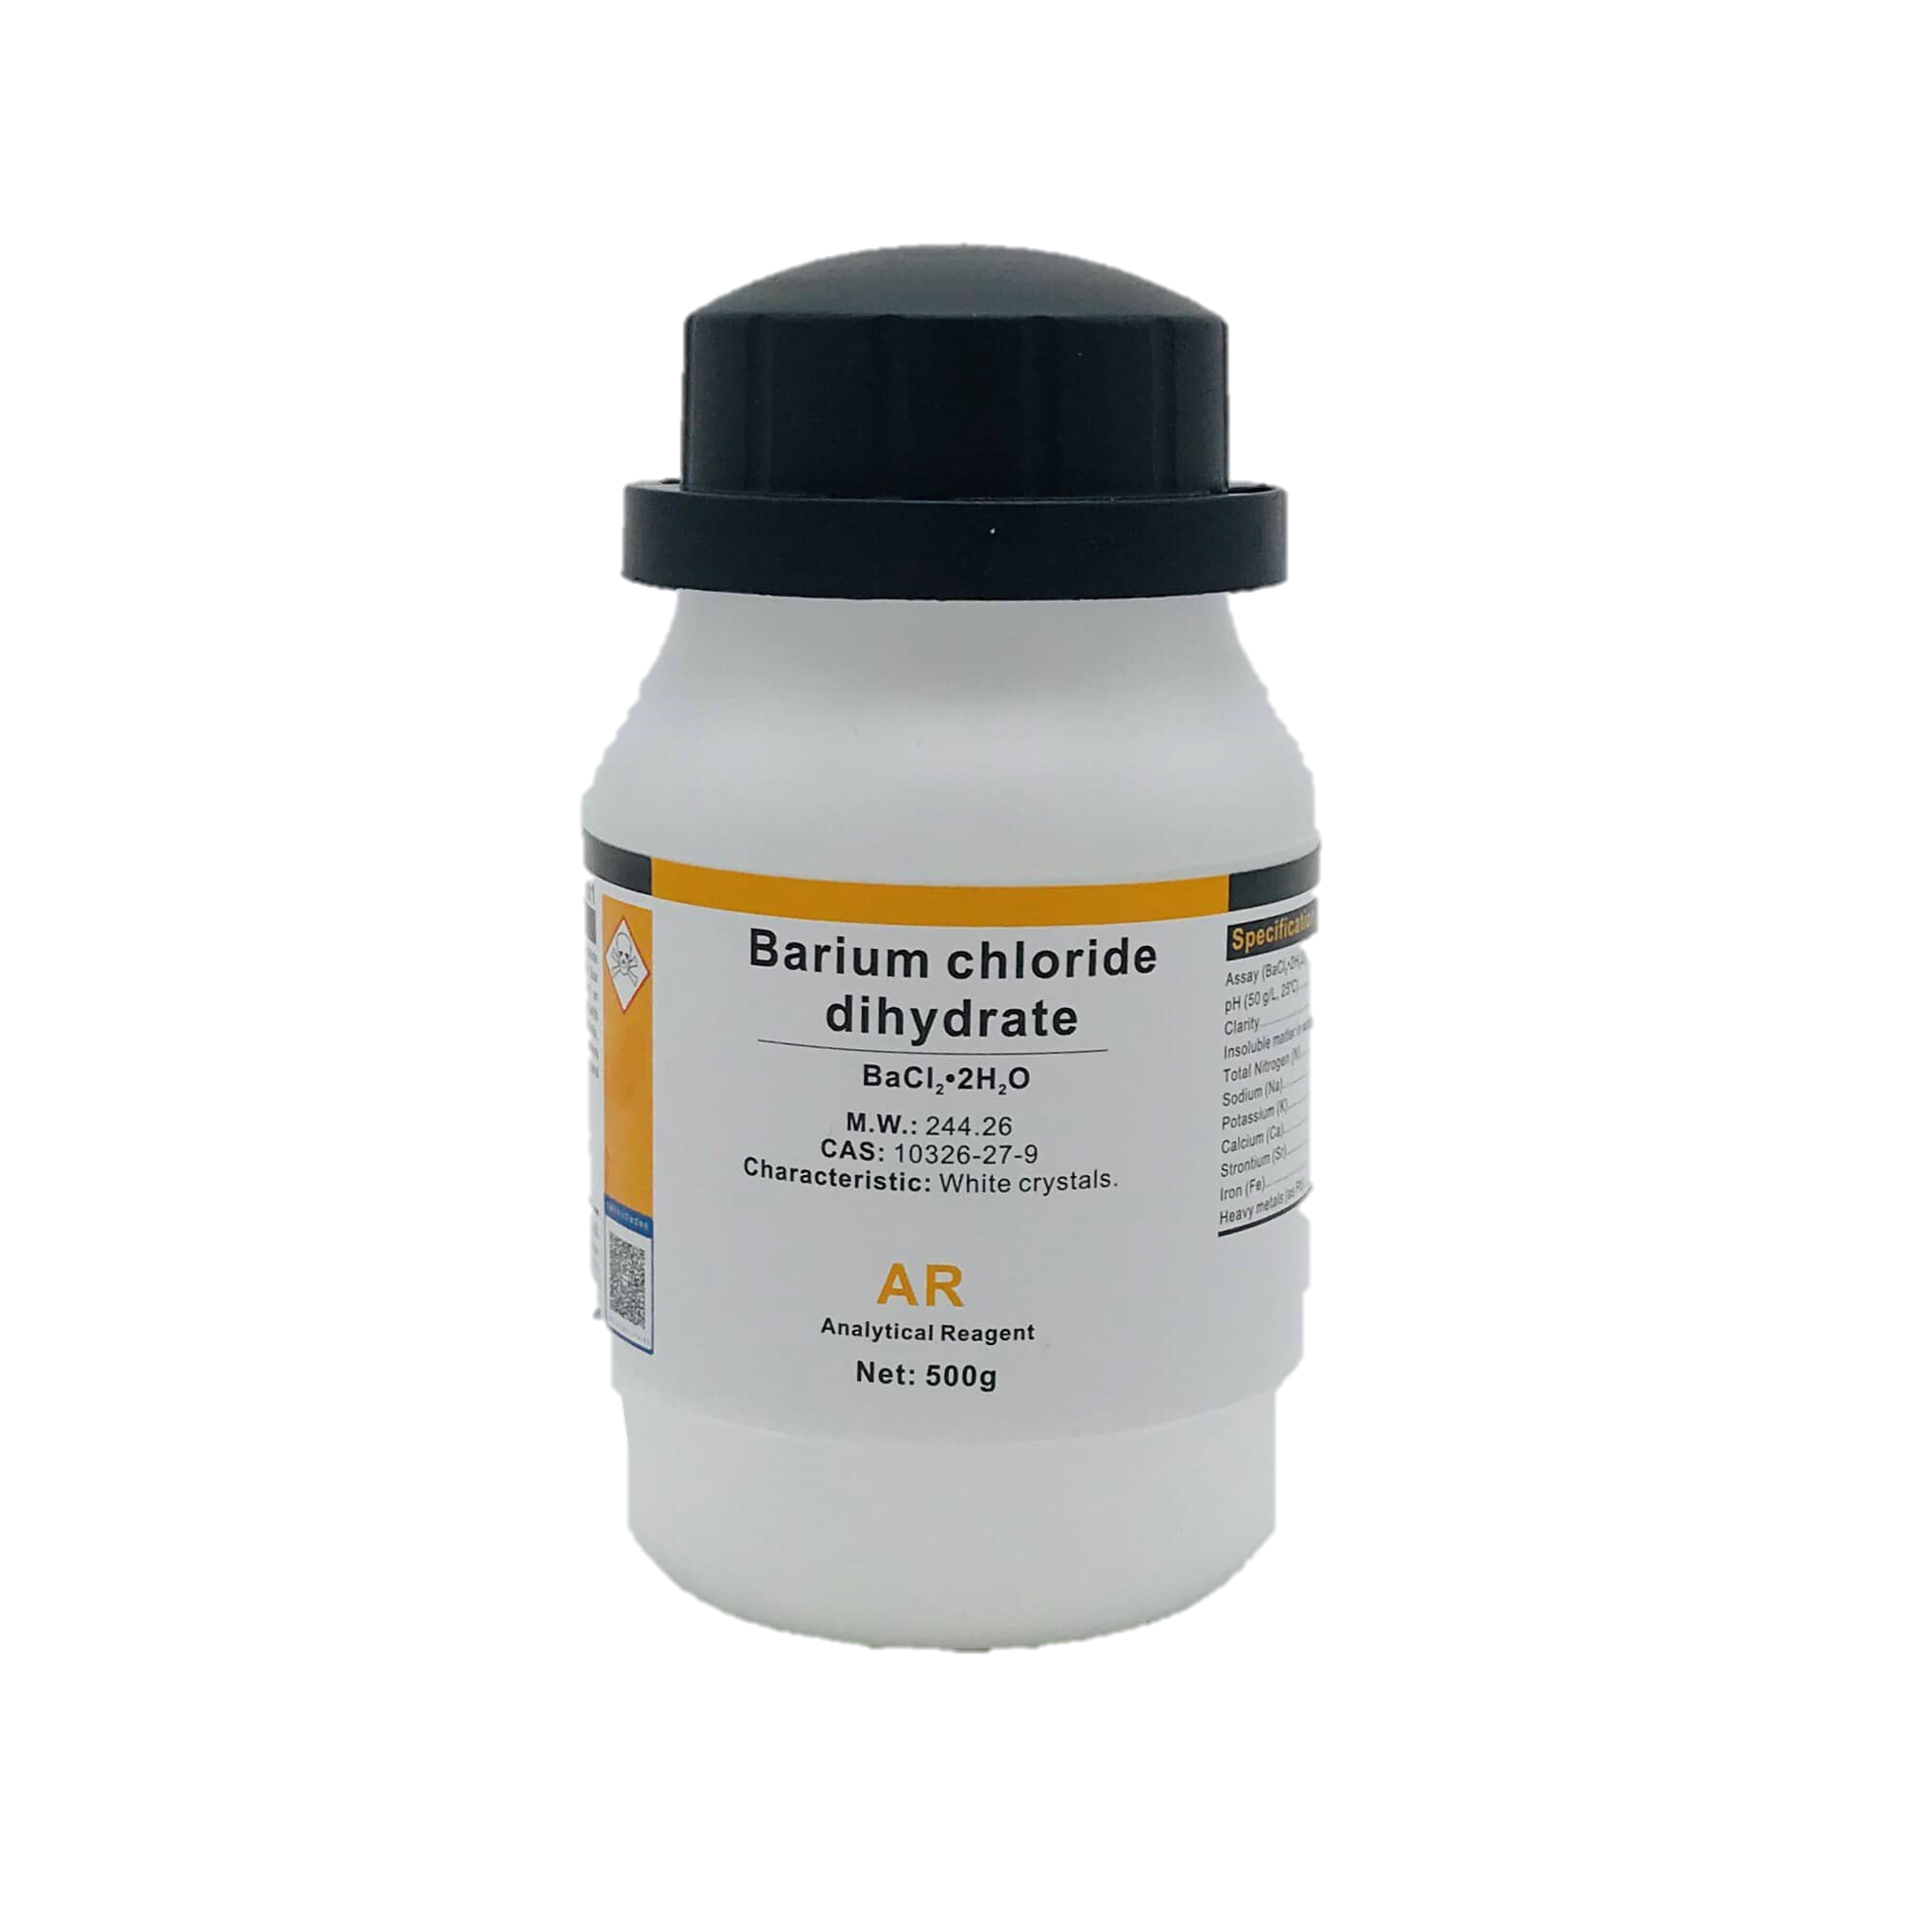 Barium chloride
dihydrate
BaCl₂•2H₂O
M.W.: 244.26
CAS: 10326-27-9
Characteristic: White crystals.
AR
Analytical Reagent
Net: 500g
Specification
Assay (BaCl₂•2H₂O
pH (50 g/L, 25℃)
Clarity
Insoluble matter in
Total Nitrogen (N)
Sodium (Na)
Potassium (K)
Calcium (Ca)
Strontium (Sr)
Iron (Fe)
Heavy metals (as Pb)